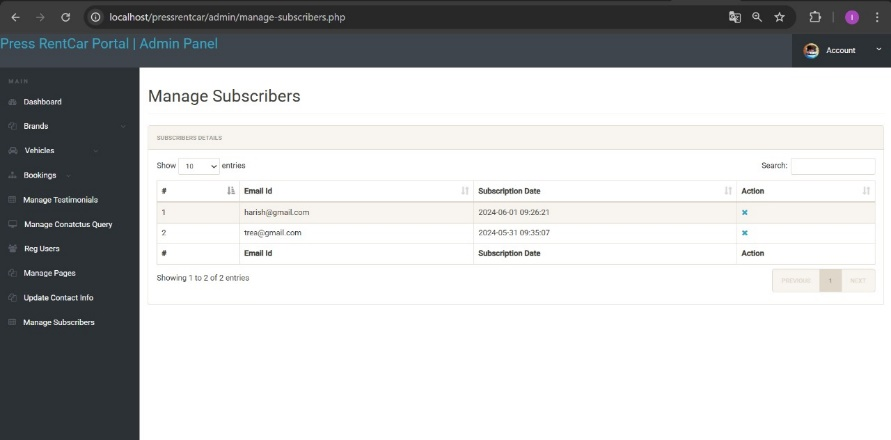 localhost/pressrentcar/admin/manage-subscribers.php
I
Press RentCar Portal | Admin Panel
Account
MAIN
Dashboard
Brands
Vehicles
Bookings
Manage Testimonials
Manage Conatctus Query
Reg Users
Manage Pages
Update Contact Info
Manage Subscribers
Manage Subscribers
SUBSCRIBERS DETAILS
Show 10 entries Search:
# Email Id Subscription Date Action
1 harish@gmail.com 2024-06-01 09:26:21
2 trea@gmail.com 2024-05-31 09:35:07
# Email Id Subscription Date Action
Showing 1 to 2 of 2 entries
PREVIOUS 1 NEXT